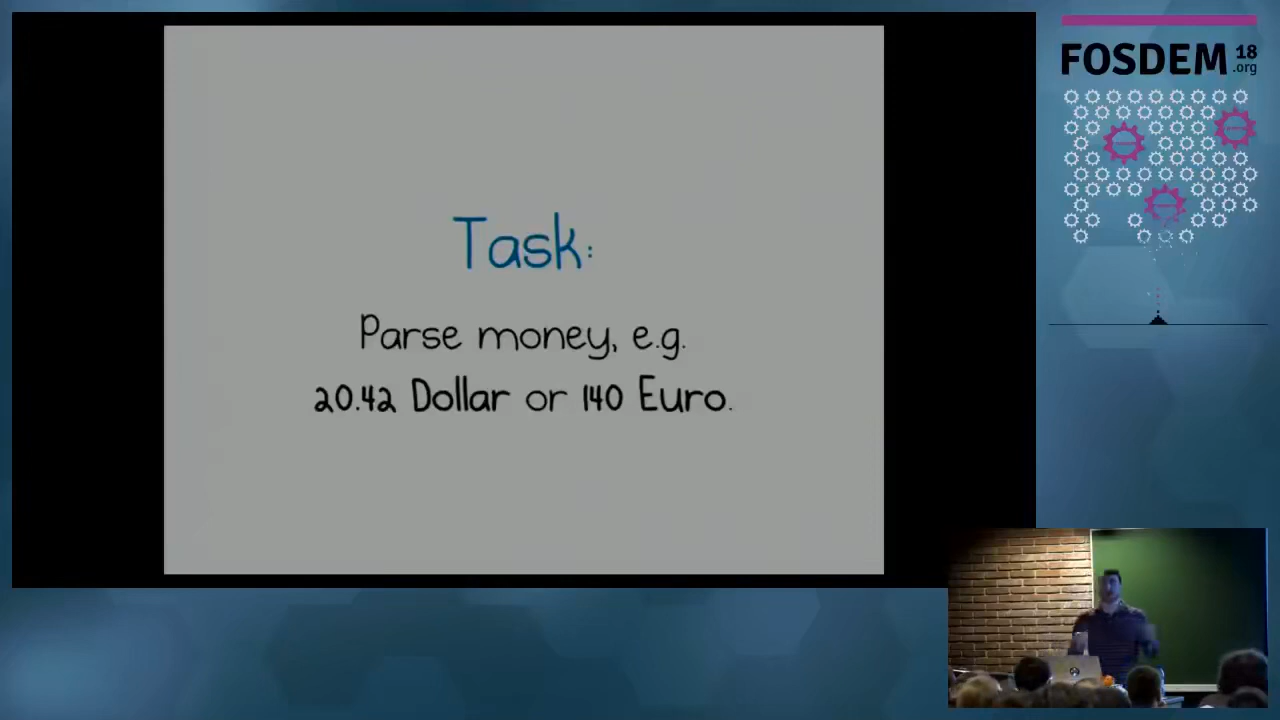 Task:
Parse money, e.g.
20.42 Dollar or 140 Euro.
FOSDEM 18
.org